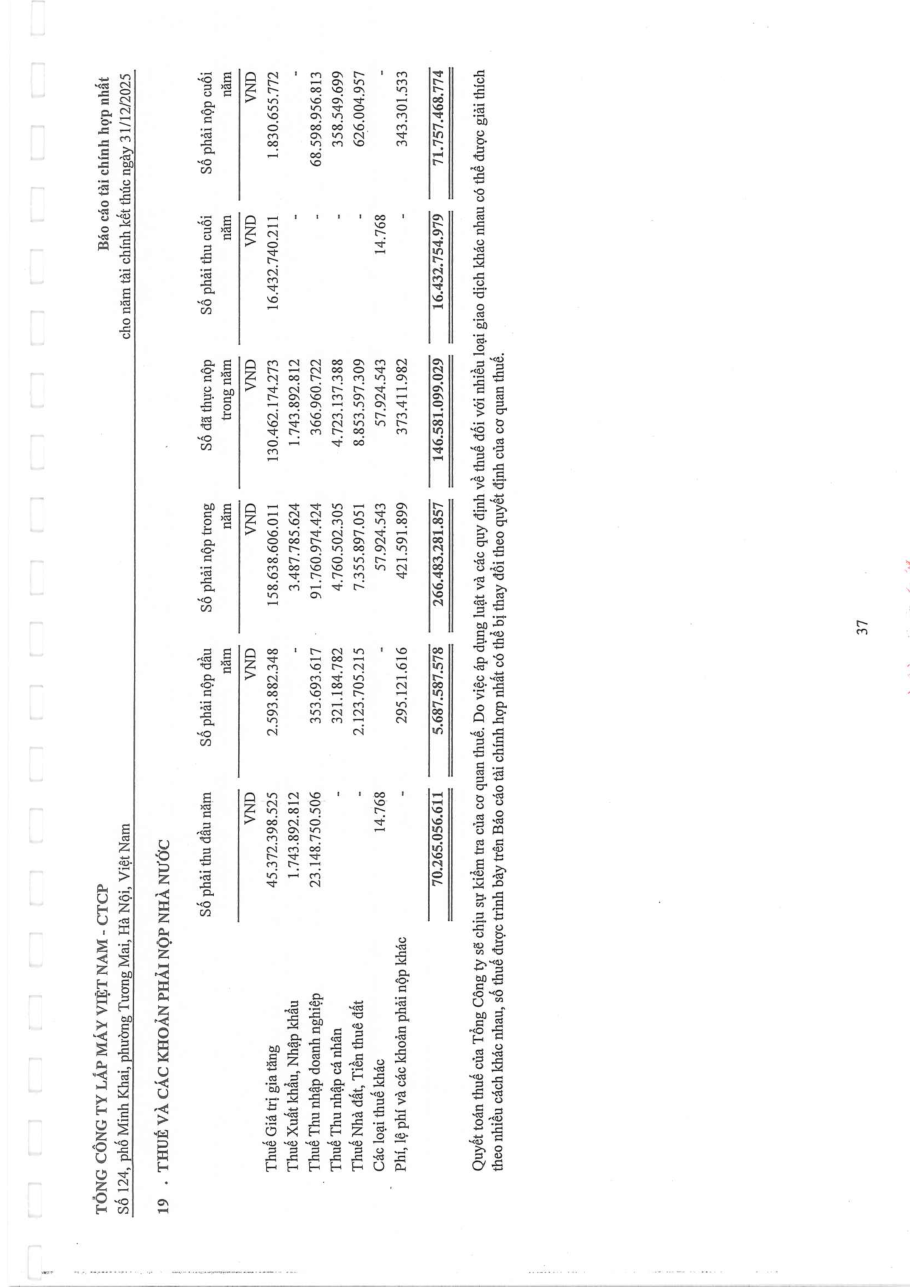 TỔNG CÔNG TY LẮP MÁY VIỆT NAM - CTCP Báo cáo tài chính hợp nhất
Số 124, phố Minh Khai, phường Tương Mai, Hà Nội, Việt Nam cho năm tài chính kết thúc ngày 31/12/2025
19 . THUẾ VÀ CÁC KHOẢN PHẢI NỘP NHÀ NƯỚC
Số phải thu đầu năm Số phải nộp đầu năm Số phải nộp trong năm Số đã thực nộp trong năm Số phải thu cuối năm Số phải nộp cuối năm
VND VND VND VND VND VND
Thuế Giá trị gia tăng 45.372.398.525 2.593.882.348 158.638.606.011 130.462.174.273 16.432.740.211 1.830.655.772
Thuế Xuất khẩu, Nhập khẩu 1.743.892.812 - 3.487.785.624 1.743.892.812 - -
Thuế Thu nhập doanh nghiệp 23.148.750.506 353.693.617 91.760.974.424 366.960.722 - 68.598.956.813
Thuế Thu nhập cá nhân - 321.184.782 4.760.502.305 4.723.137.388 - 358.549.699
Thuế Nhà đất, Tiền thuê đất - 2.123.705.215 7.355.897.051 8.853.597.309 - 626.004.957
Các loại thuế khác 14.768 - 57.924.543 57.924.543 14.768 -
Phí, lệ phí và các khoản phải nộp khác - 295.121.616 421.591.899 373.411.982 - 343.301.533
70.265.056.611 5.687.587.578 266.483.281.857 146.581.099.029 16.432.754.979 71.757.468.774
Quyết toán thuế của Tổng Công ty sẽ chịu sự kiểm tra của cơ quan thuế. Do việc áp dụng luật và các quy định về thuế đối với nhiều loại giao dịch khác nhau có thể được giải thích
theo nhiều cách khác nhau, số thuế được trình bày trên Báo cáo tài chính hợp nhất có thể bị thay đổi theo quyết định của cơ quan thuế.
37